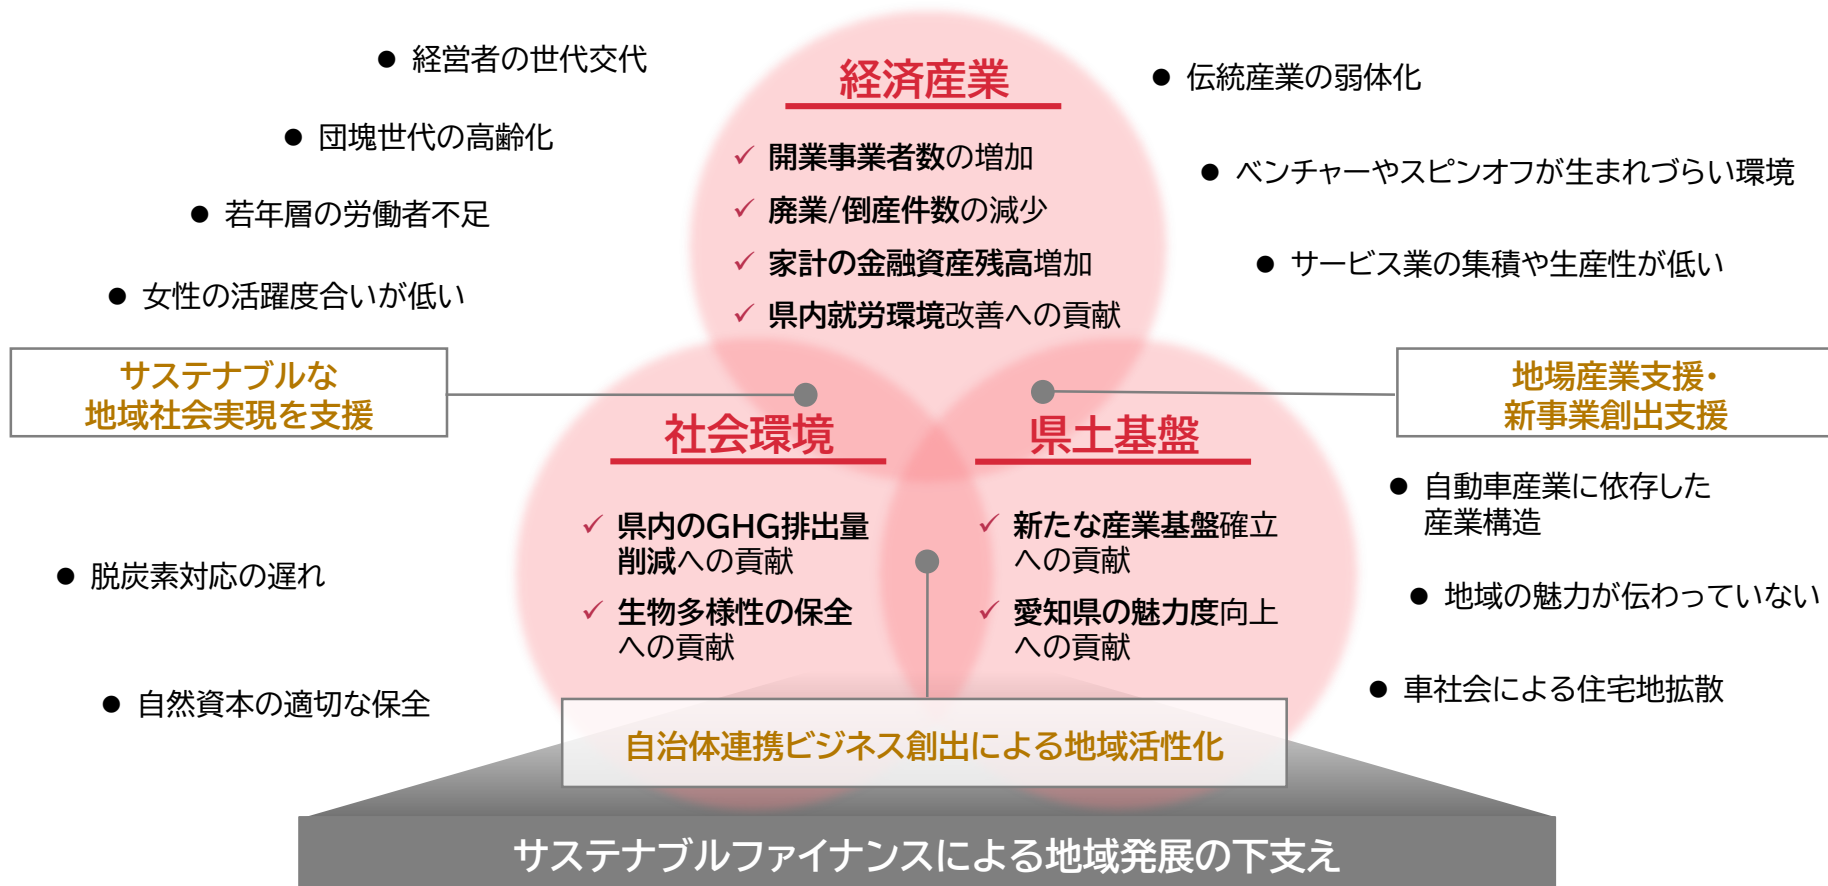 経済産業
✓ 開業事業者数の増加
✓ 廃業/倒産件数の減少
✓ 家計の金融資産残高増加
✓ 県内就労環境改善への貢献
● 経営者の世代交代
● 団塊世代の高齢化
● 若年層の労働者不足
● 女性の活躍度合いが低い
● 伝統産業の弱体化
● ベンチャーやスピンオフが生まれづらい環境
● サービス業の集積や生産性が低い
サステナブルな
地域社会実現を支援
地場産業支援・
新事業創出支援
社会環境
✓ 県内のGHG排出量
削減への貢献
✓ 生物多様性の保全
への貢献
県土基盤
✓ 新たな産業基盤確立
への貢献
✓ 愛知県の魅力度向上
への貢献
● 脱炭素対応の遅れ
● 自然資本の適切な保全
● 自動車産業に依存した
産業構造
● 地域の魅力が伝わっていない
● 車社会による住宅地拡散
自治体連携ビジネス創出による地域活性化
サステナブルファイナンスによる地域発展の下支え